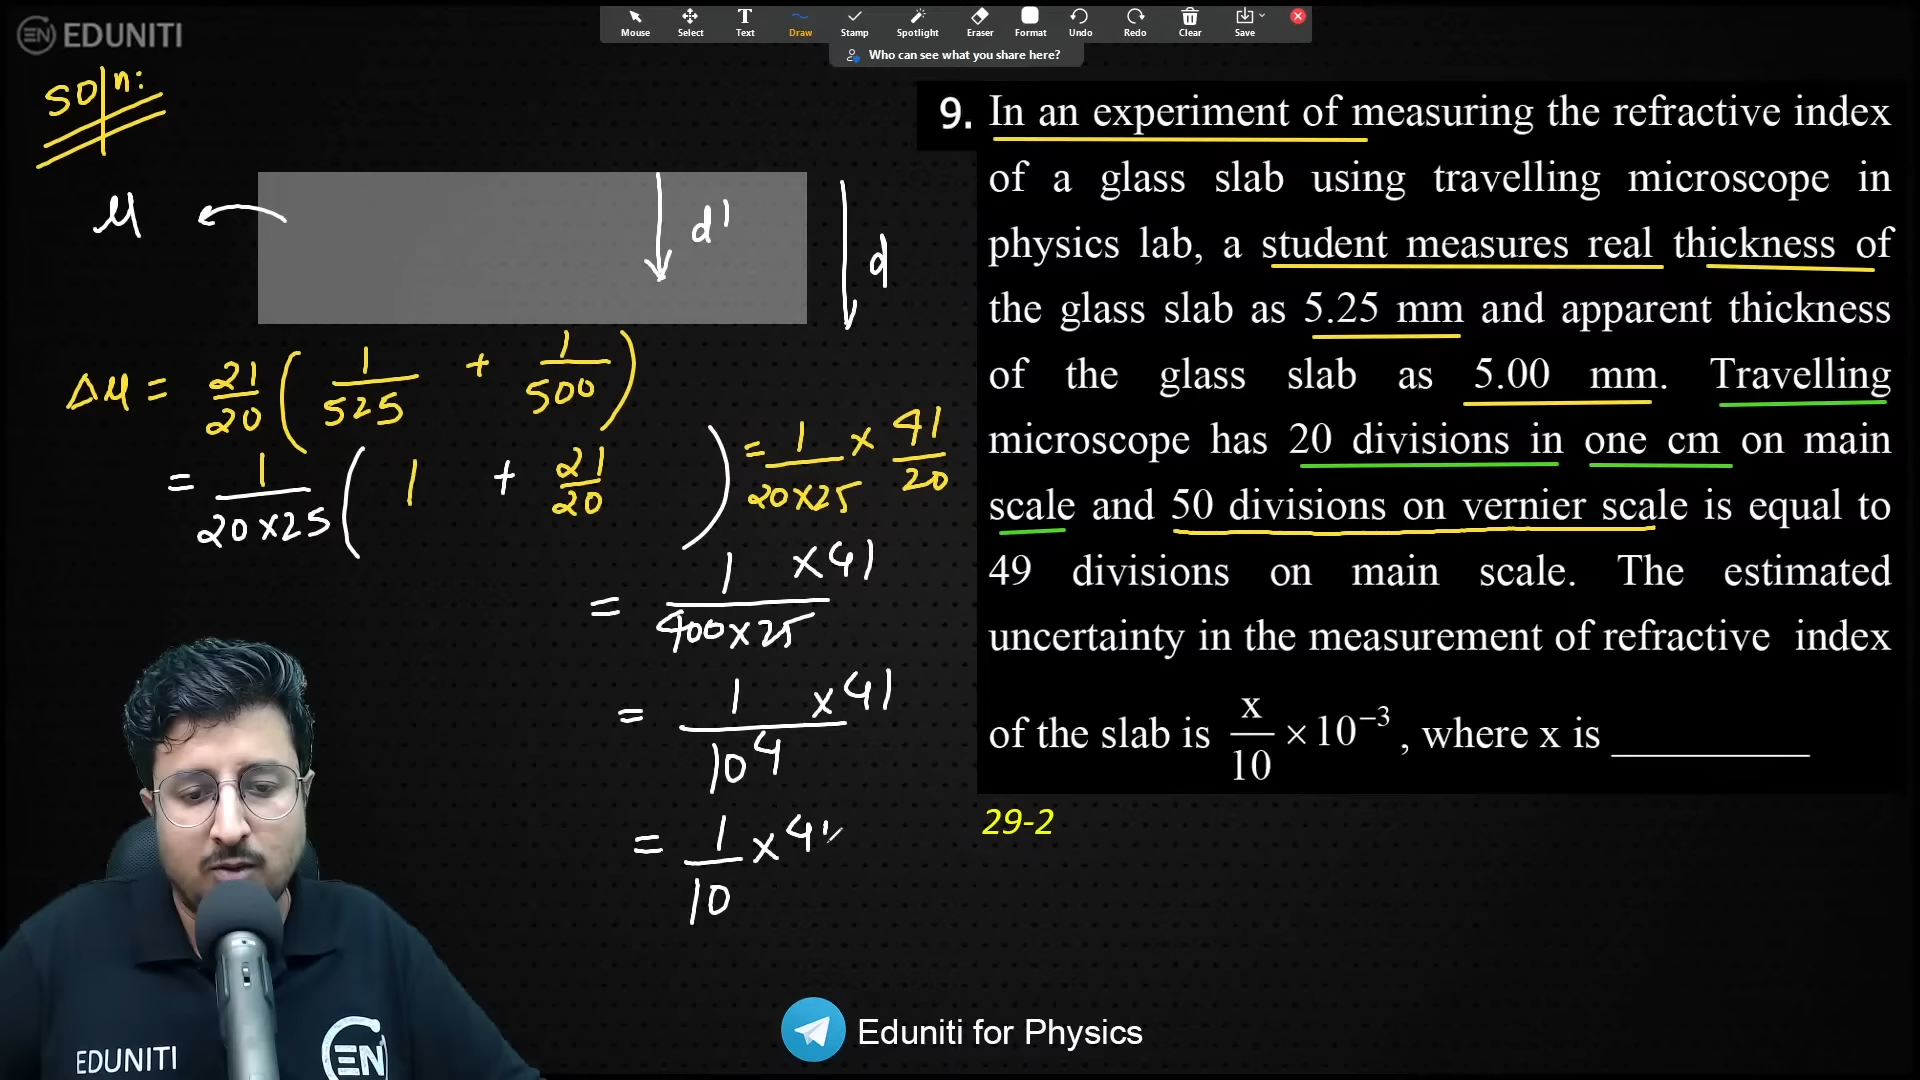 EN EDUNITI
Mouse Select Text Draw Stamp Spotlight Eraser Format Undo Redo Clear Save
Who can see what you share here?
Soln:
μ
d'
d
Δμ = 21/20 ( 1/525 + 1/500 )
= 1/20×25 ( 1 + 21/20 ) = 1/20×25 × 41/20
= 1/400×25 ×41
= 1/10⁴ ×41
= 1/10 ×41
9. In an experiment of measuring the refractive index
of a glass slab using travelling microscope in
physics lab, a student measures real thickness of
the glass slab as 5.25 mm and apparent thickness
of the glass slab as 5.00 mm. Travelling
microscope has 20 divisions in one cm on main
scale and 50 divisions on vernier scale is equal to
49 divisions on main scale. The estimated
uncertainty in the measurement of refractive index
of the slab is x/10 ×10⁻³, where x is __________
29-2
EDUNITI
EN
Eduniti for Physics